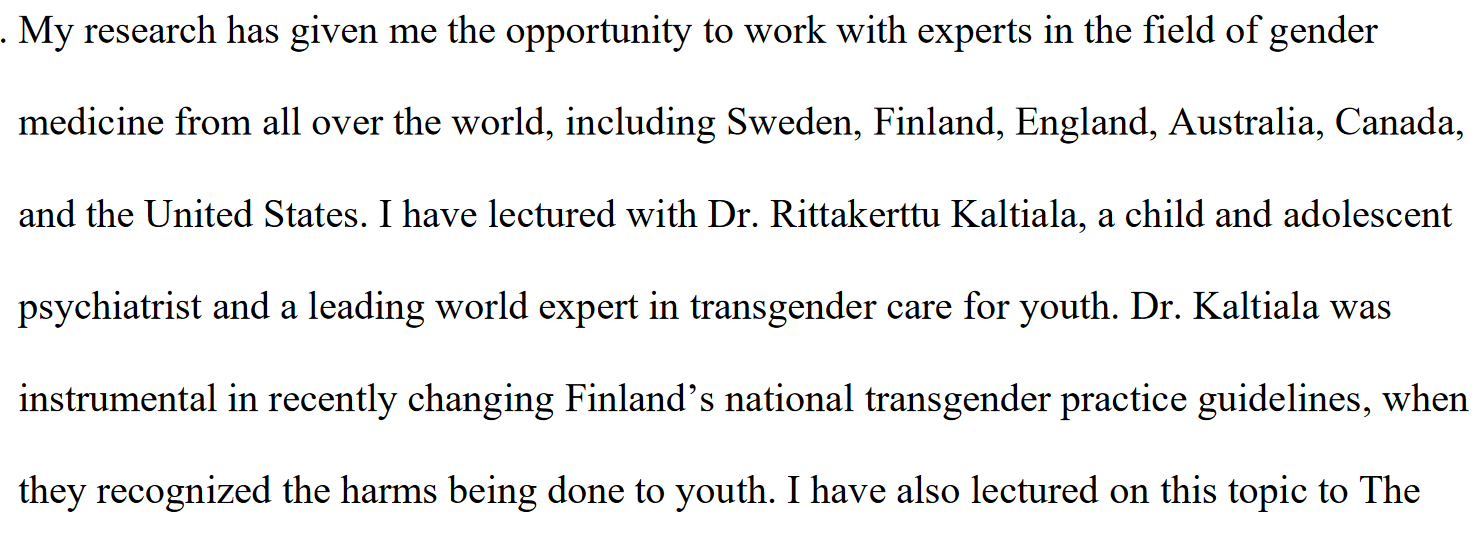 . My research has given me the opportunity to work with experts in the field of gender
medicine from all over the world, including Sweden, Finland, England, Australia, Canada,
and the United States. I have lectured with Dr. Rittakerttu Kaltiala, a child and adolescent
psychiatrist and a leading world expert in transgender care for youth. Dr. Kaltiala was
instrumental in recently changing Finland’s national transgender practice guidelines, when
they recognized the harms being done to youth. I have also lectured on this topic to The